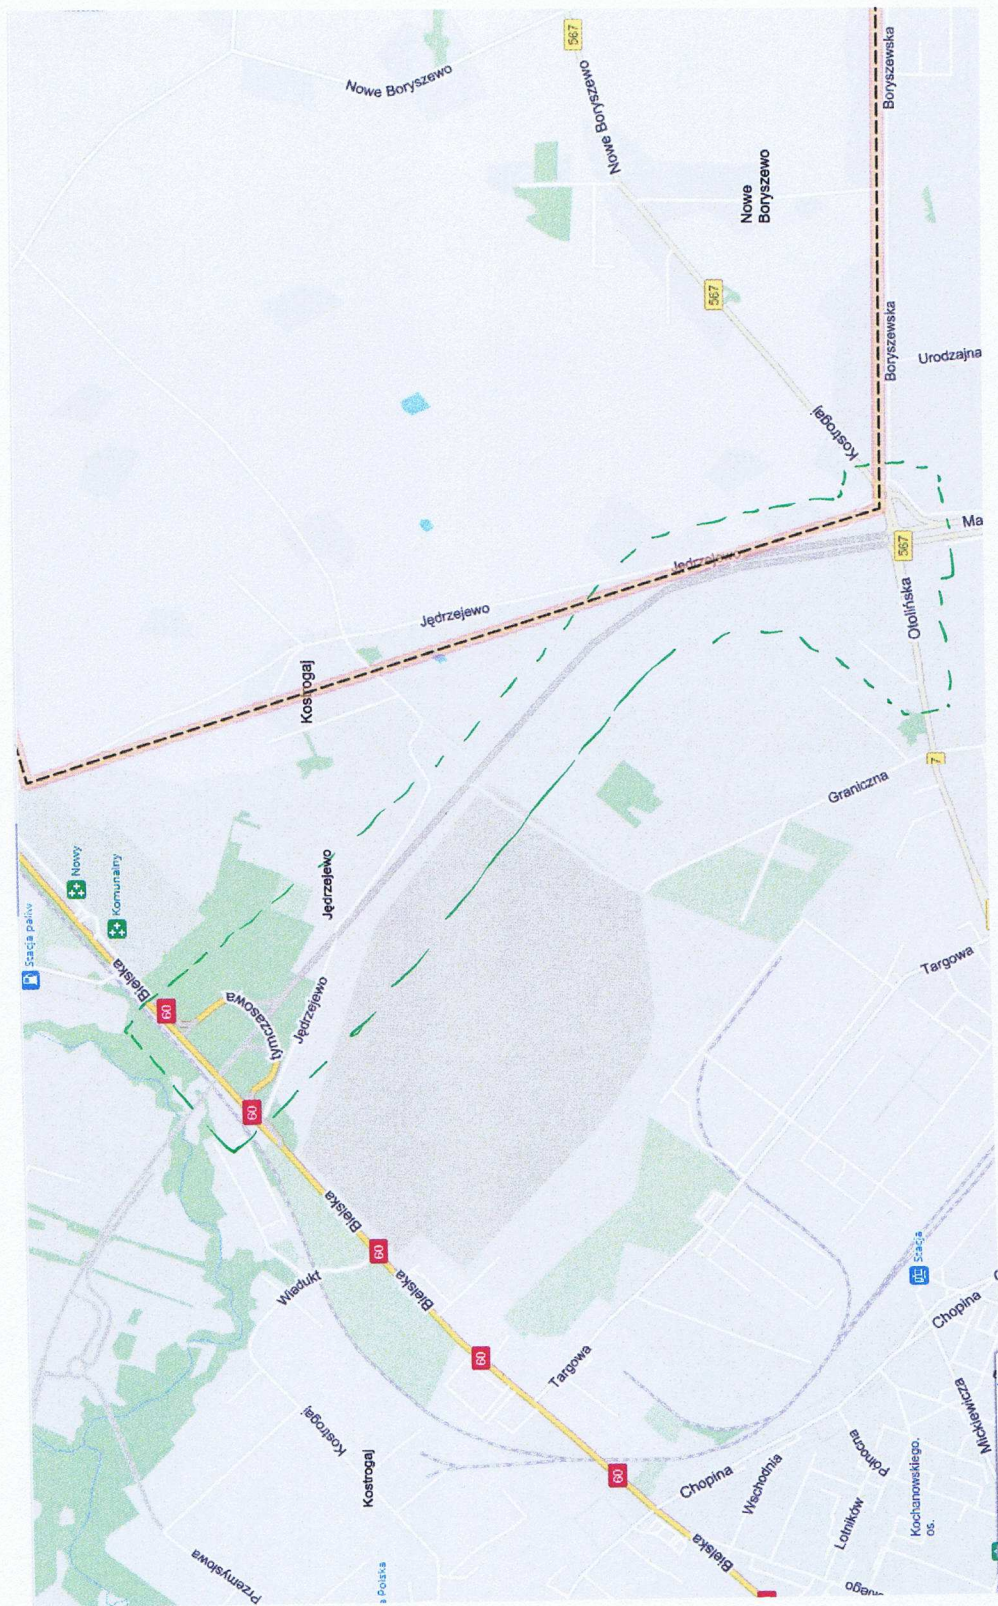 567
Nowe Boryszewo
Nowe Boryszewo
Boryszewska
Nowe
Boryszewo
567
Boryszewska
Urodzajna
Kostrogaj
Jędrzejewo
Jędrzejewo
567
Ma
Otolińska
Kostrogaj
7
Graniczna
Stacja paliw
Nowy
Komunalny
Bielska
60
tymczasowa
Jędrzejewo
Jędrzejewo
Targowa
60
Bielska
Wiadukt
60
Bielska
Stacja
Chopina
60
Targowa
Kostrogaj
Kostrogaj
60
Chopina
Wschodnia
Północna
Mickiewicza
Lotników
Kochanowskiego.
os.
Przemysłowa
a Polska
Bielska